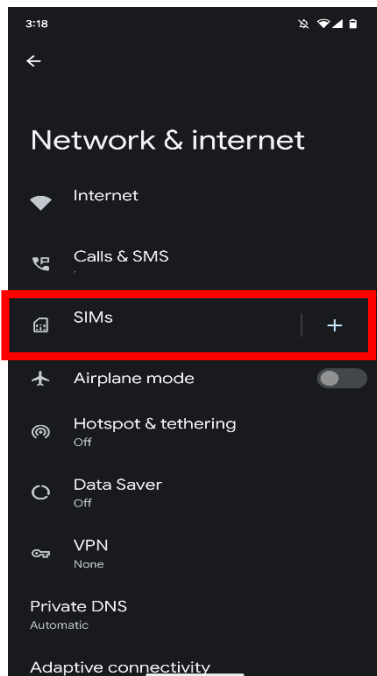 3:18
Network & internet
Internet
Calls & SMS
SIMs
+
Airplane mode
Hotspot & tethering
Off
Data Saver
Off
VPN
None
Private DNS
Automatic
Adaptive connectivity